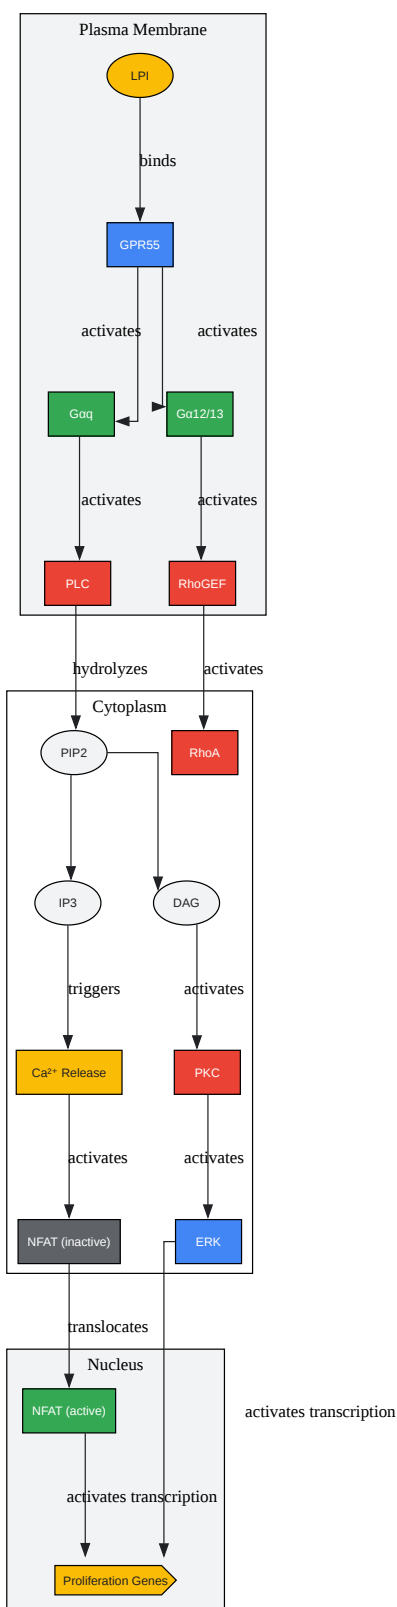 Plasma Membrane
LPI
binds
GPR55
activates
activates
Gαq
Gα12/13
activates
activates
PLC
RhoGEF
hydrolyzes
activates
Cytoplasm
PIP2
RhoA
IP3
DAG
triggers
activates
Ca²⁺ Release
PKC
activates
activates
NFAT (inactive)
ERK
translocates
Nucleus
NFAT (active)
activates transcription
activates transcription
Proliferation Genes